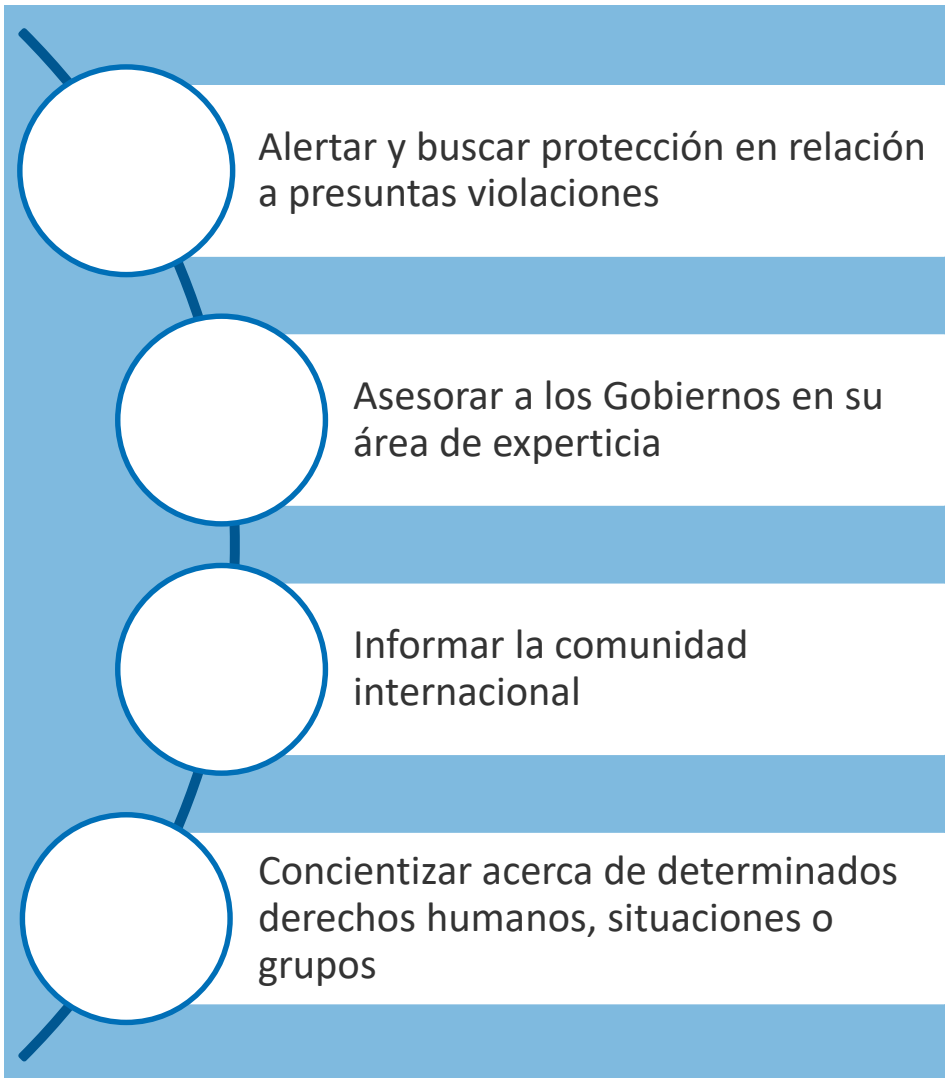 Alertar y buscar protección en relación
a presuntas violaciones
Asesorar a los Gobiernos en su
área de experticia
Informar la comunidad
internacional
Concientizar acerca de determinados
derechos humanos, situaciones o
grupos